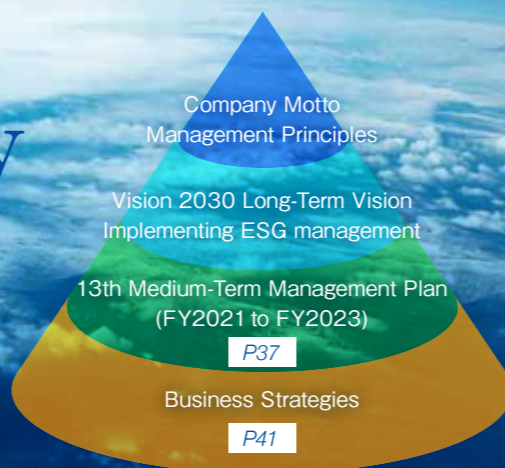 Company Motto
Management Principles
Vision 2030 Long-Term Vision
Implementing ESG management
13th Medium-Term Management Plan
(FY2021 to FY2023)
P37
Business Strategies
P41